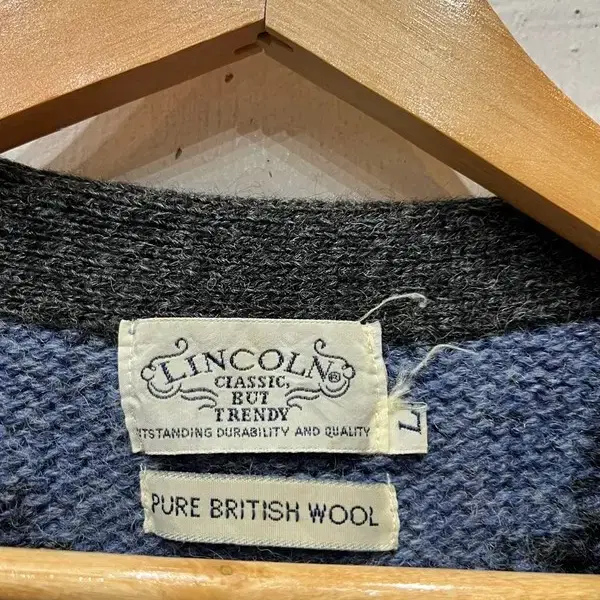 LINCOLN®
CLASSIC,
BUT
TRENDY
TSTANDING DURABILITY AND QUALITY
L
PURE BRITISH WOOL